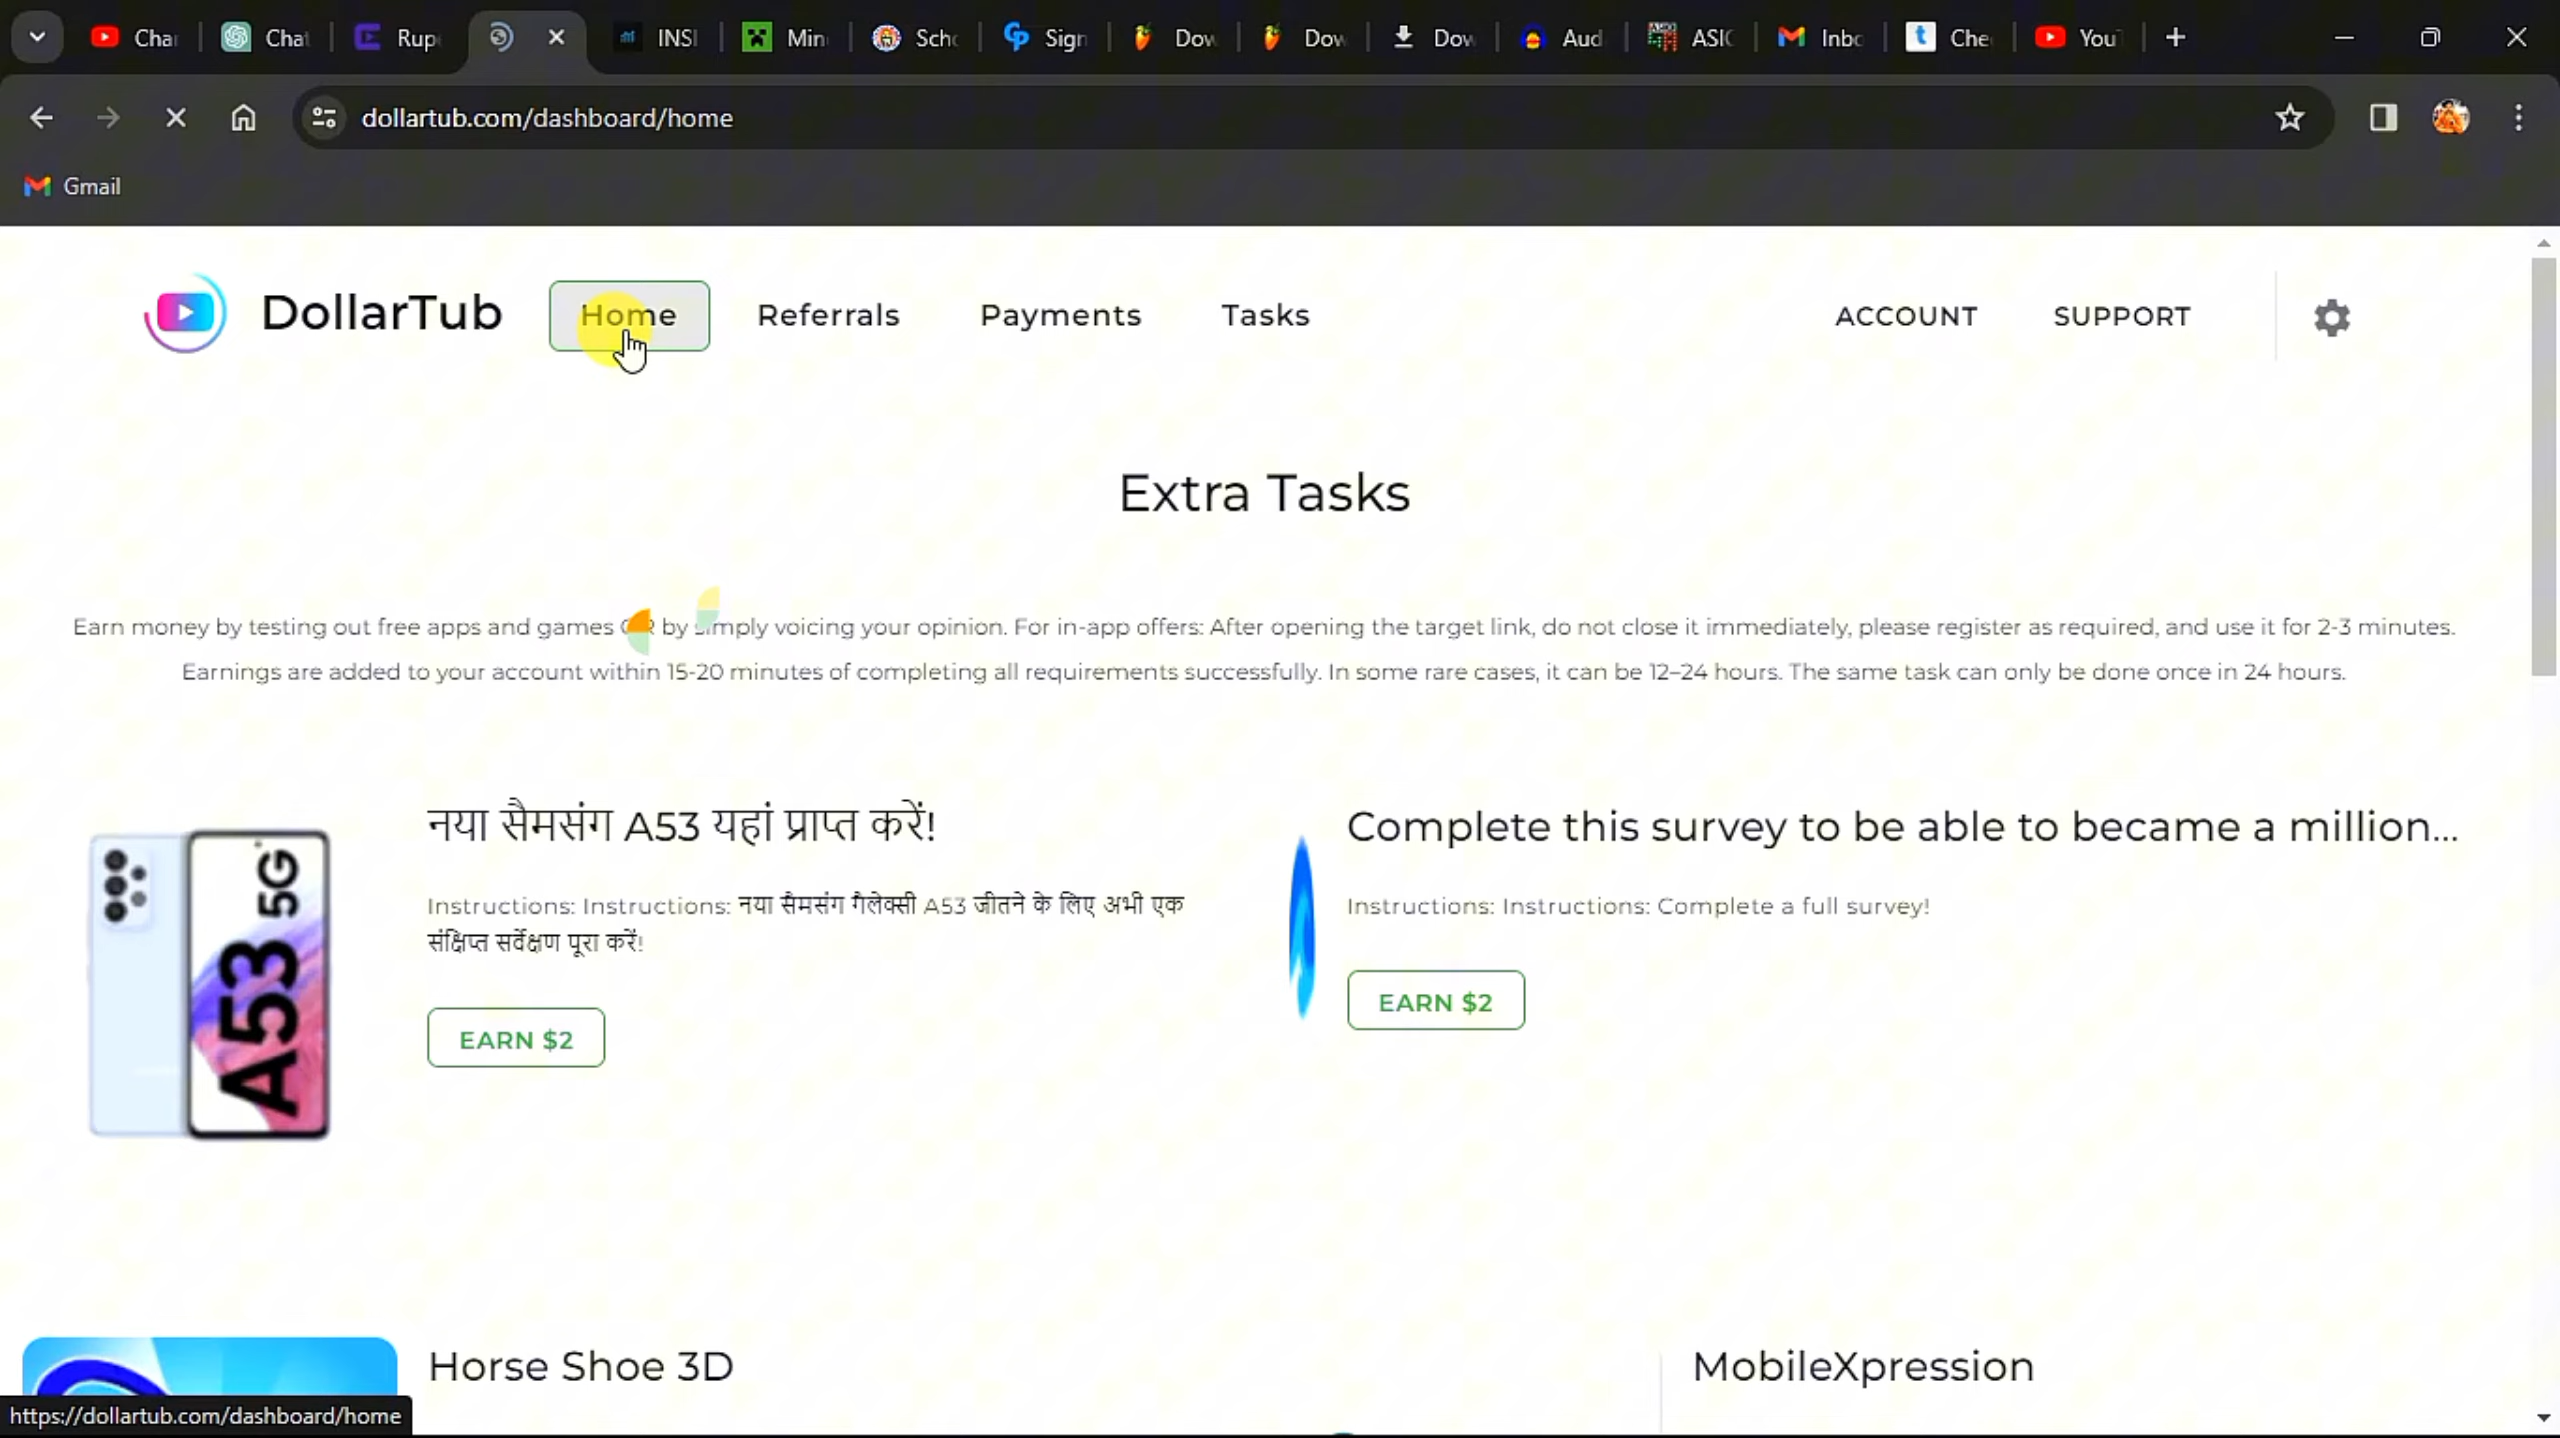 Cha
Chat
Rup
INSI
Min
Sch
Sign
Dow
Dow
Dow
Aud
ASIC
Inbo
Che
You
dollartub.com/dashboard/home
Gmail
DollarTub
Home
Referrals
Payments
Tasks
ACCOUNT
SUPPORT
Extra Tasks
Earn money by testing out free apps and games by simply voicing your opinion. For in-app offers: After opening the target link, do not close it immediately, please register as required, and use it for 2-3 minutes.
Earnings are added to your account within 15-20 minutes of completing all requirements successfully. In some rare cases, it can be 12–24 hours. The same task can only be done once in 24 hours.
नया सैमसंग A53 यहां प्राप्त करें!
Instructions: Instructions: नया सैमसंग गैलेक्सी A53 जीतने के लिए अभी एक
संक्षिप्त सर्वेक्षण पूरा करें!
EARN $2
A53 5G
Complete this survey to be able to became a million...
Instructions: Instructions: Complete a full survey!
EARN $2
Horse Shoe 3D
MobileXpression
https://dollartub.com/dashboard/home